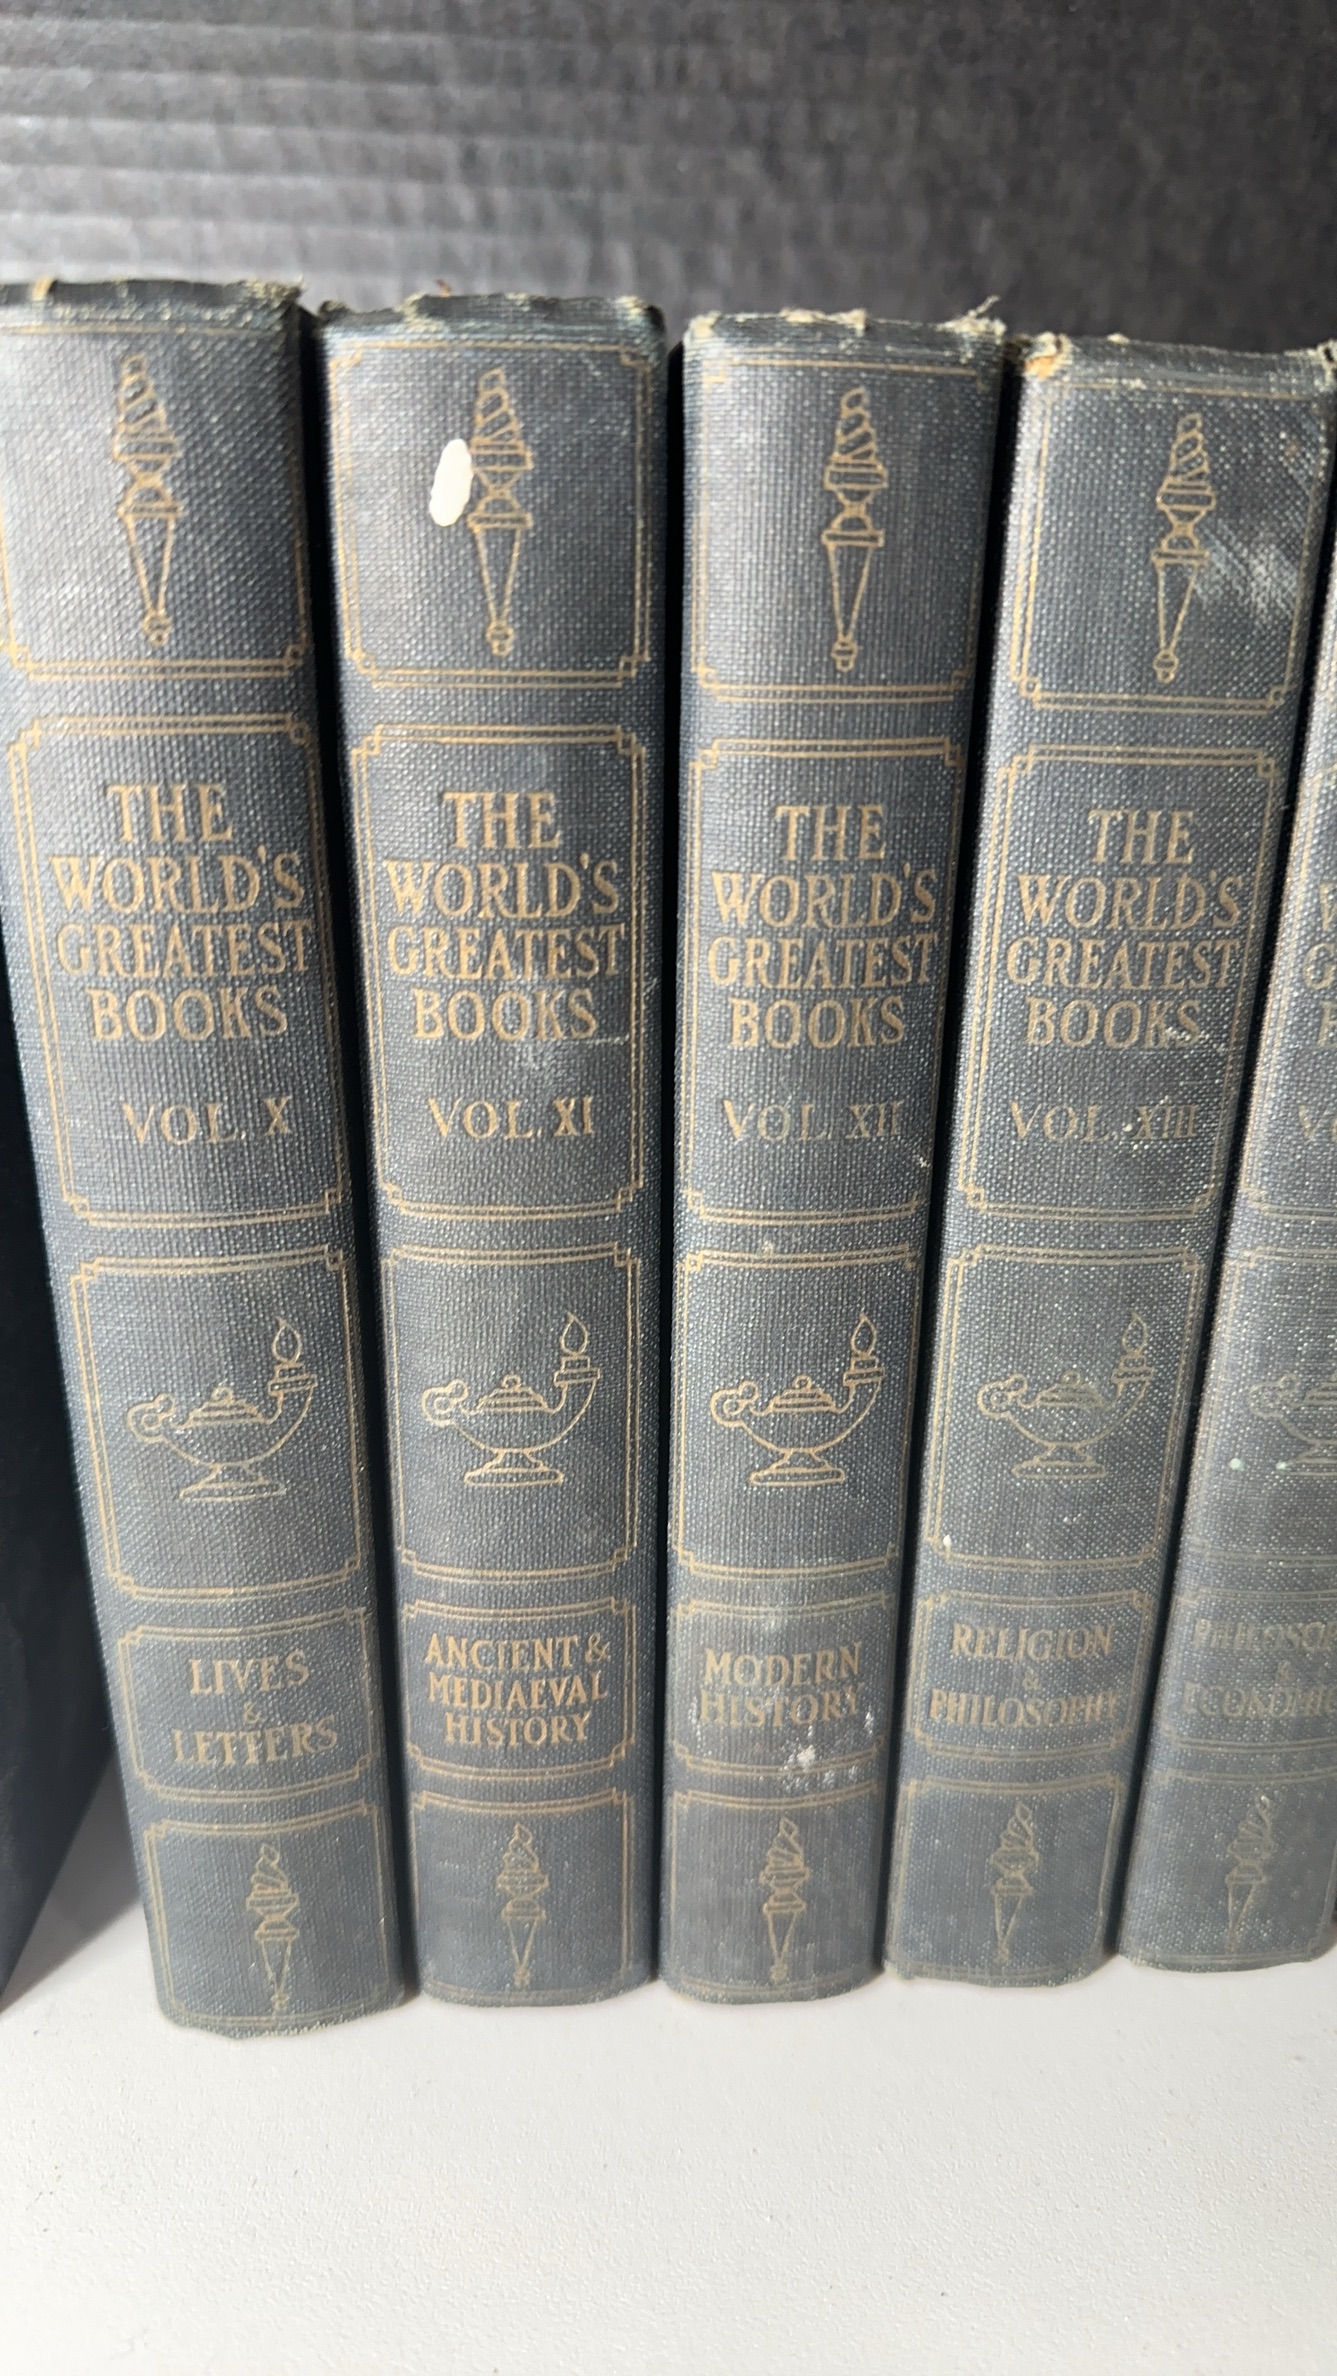 THE
WORLD'S
GREATEST
BOOKS
VOL. X
LIVES
&
LETTERS
THE
WORLD'S
GREATEST
BOOKS
VOL. XI
ANCIENT &
MEDIAEVAL
HISTORY
THE
WORLD'S
GREATEST
BOOKS
VOL. XII
MODERN
HISTORY
THE
WORLD'S
GREATEST
BOOKS
VOL. XIII
RELIGION
&
PHILOSOPHY
&